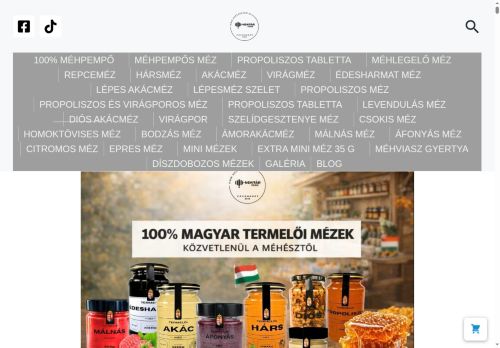 100% MÉHPEMPŐ MÉHPEMPŐS MÉZ PROPOLISZOS TABLETTA MÉHLEGELŐ MÉZ
REPCEMÉZ HÁRSMÉZ AKÁCMÉZ VIRÁGMÉZ ÉDESHARMAT MÉZ
LÉPES AKÁCMÉZ LÉPESMÉZ SZELET PROPOLISZOS MÉZ
PROPOLISZOS ÉS VIRÁGPOROS MÉZ PROPOLISZOS TABLETTA LEVENDULÁS MÉZ
DIÓS AKÁCMÉZ VIRÁGPOR SZELÍDGESZTENYE MÉZ CSOKIS MÉZ
HOMOKTÖVISES MÉZ BODZÁS MÉZ ÁMORAKÁCMÉZ MÁLNÁS MÉZ ÁFONYÁS MÉZ
CITROMOS MÉZ EPRES MÉZ MINI MÉZEK EXTRA MINI MÉZ 35 G MÉHVIASZ GYERTYA
DÍSZDOBOZOS MÉZEK GALÉRIA BLOG
NEKTÁR
100% MAGYAR TERMELŐI MÉZEK
KÖZVETLENÜL A MÉHÉSZTŐL
MÁLNÁS
TERMELŐI
AKÁC
ÁFONYÁS
TERMELŐI
HÁRS